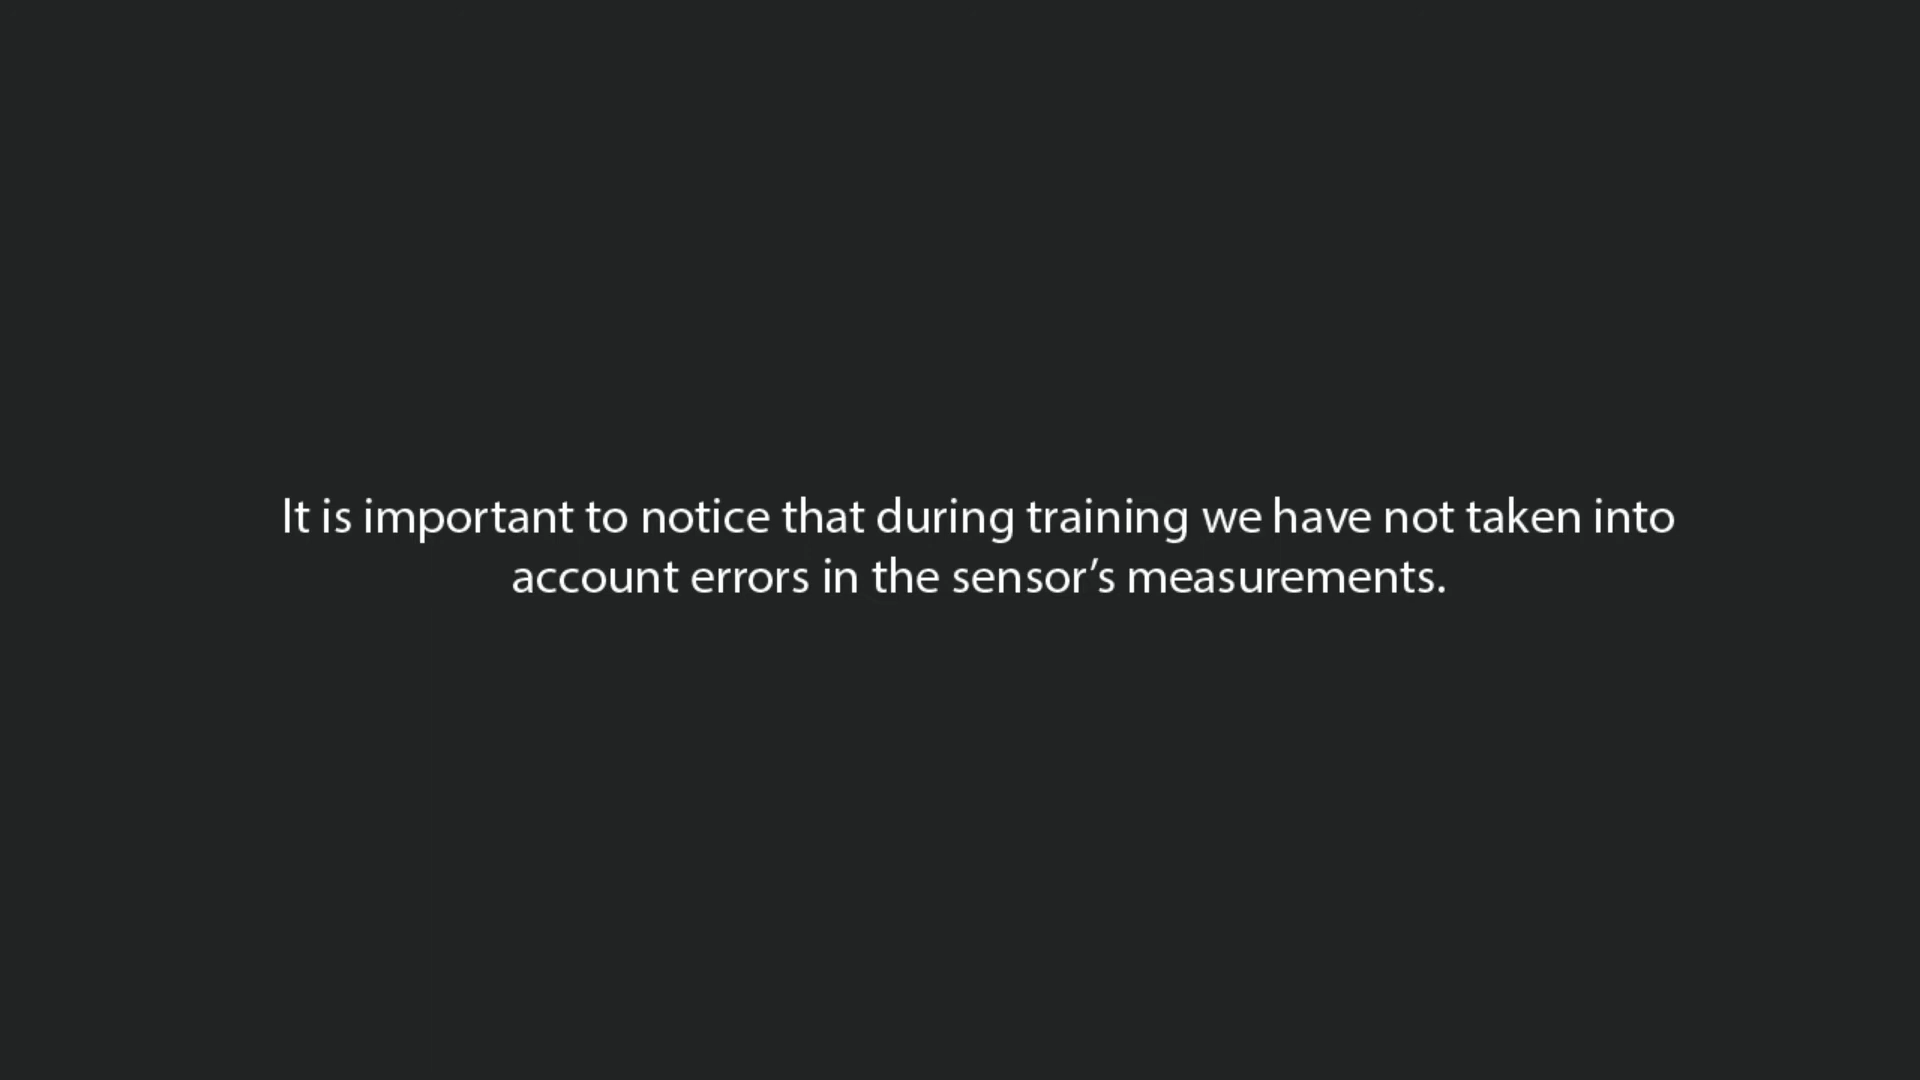 It is important to notice that during training we have not taken into
account errors in the sensor’s measurements.